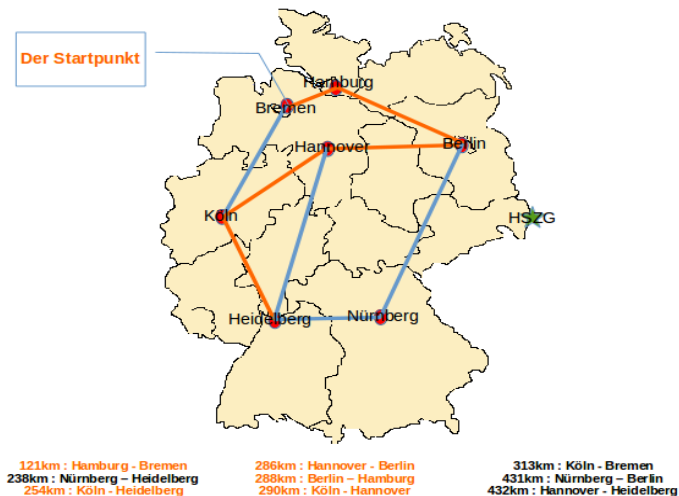 Der Startpunkt
Hamburg
Bremen
Hannover
Berlin
Köln
HSZG
Heidelberg
Nürnberg
121km : Hamburg - Bremen
238km : Nürnberg – Heidelberg
254km : Köln - Heidelberg
286km : Hannover - Berlin
288km : Berlin – Hamburg
290km : Köln - Hannover
313km : Köln - Bremen
431km : Nürnberg – Berlin
432km : Hannover - Heidelberg